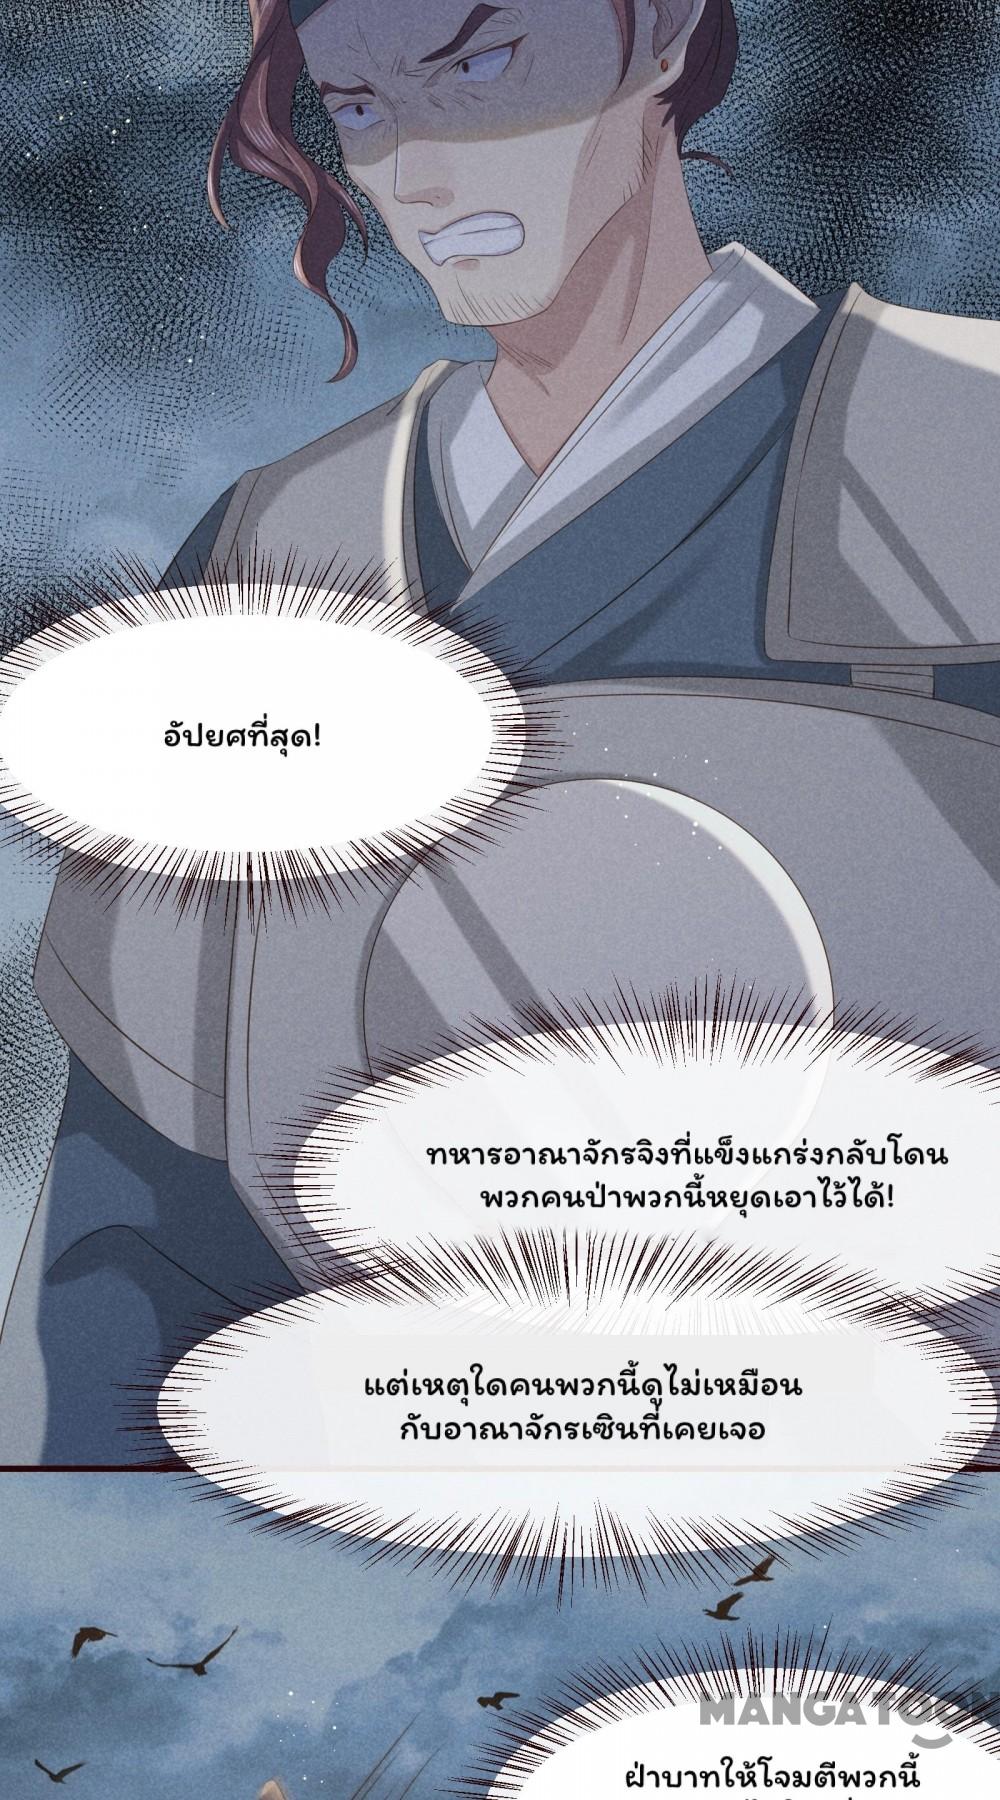 อัปยศที่สุด!
ทหารอาณาจักรจิงที่แข็งแกร่งกลับโดน
พวกคนป่าพวกนี้หยุดเอาไว้ได้!
แต่เหตุใดคนพวกนี้ดูไม่เหมือน
กับอาณาจักรเซินที่เคยเจอ
MANGATOON
ฝ่าบาทให้โจมตีพวกนี้